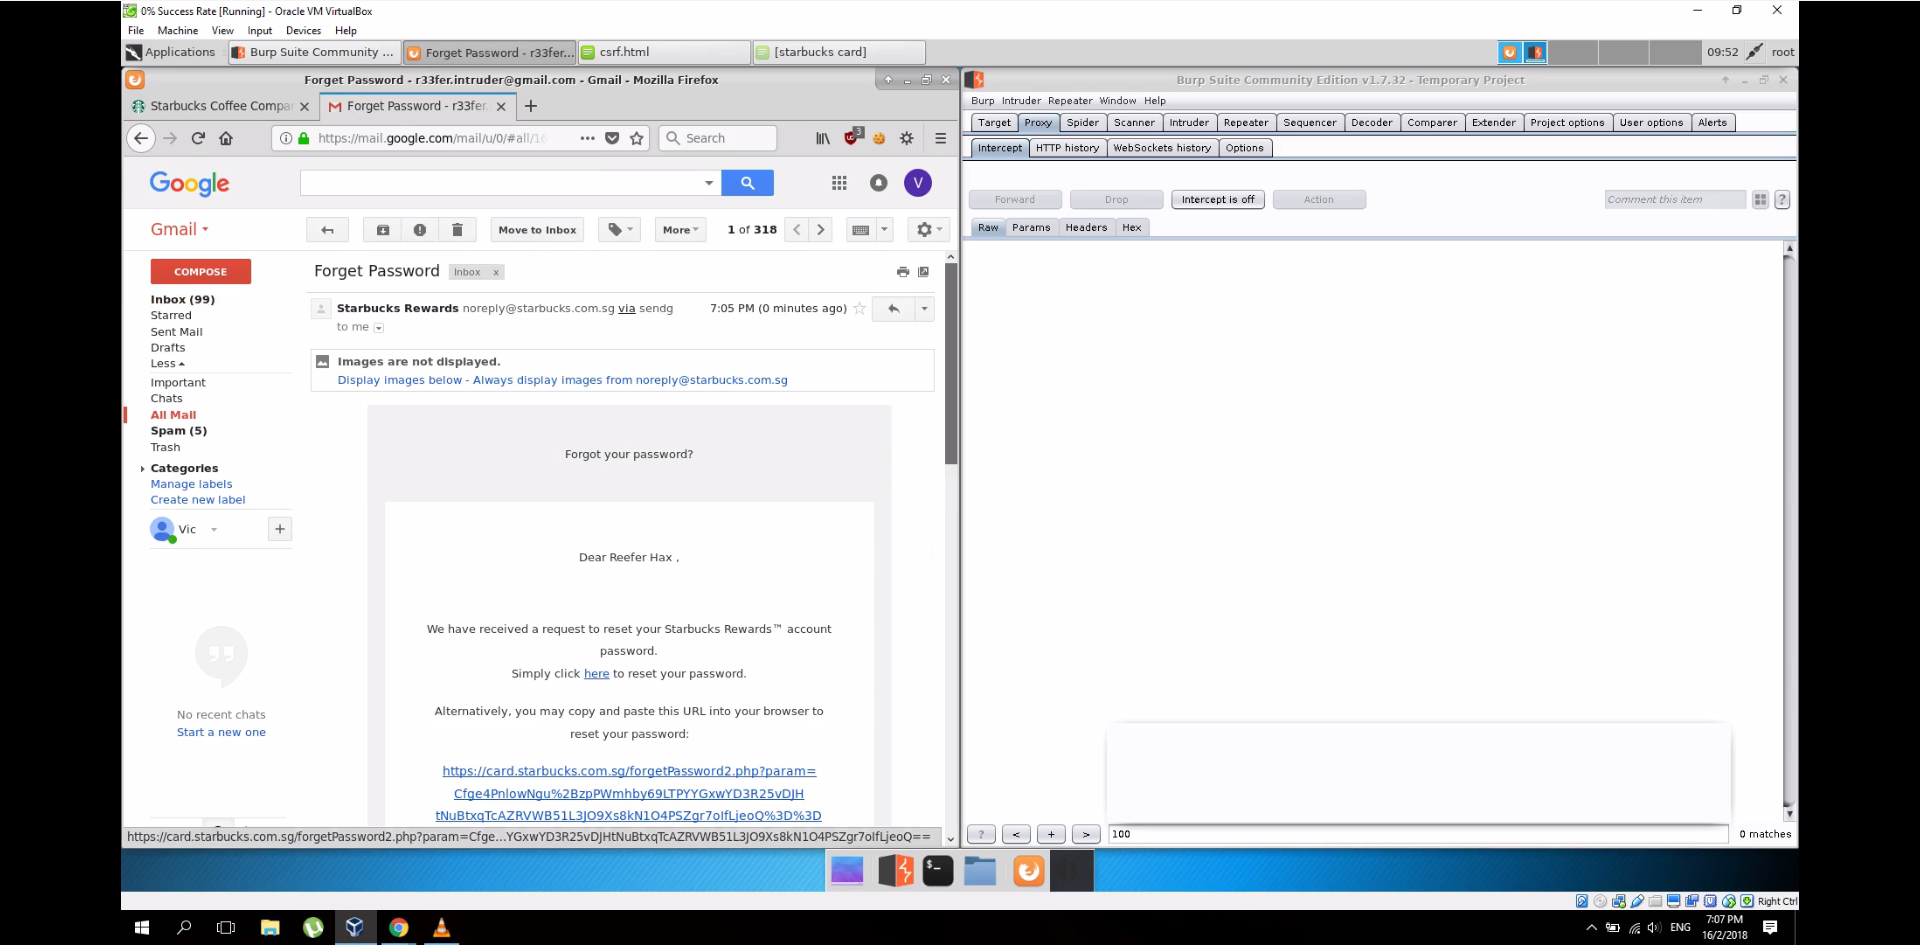 0% Success Rate [Running] - Oracle VM VirtualBox
File Machine View Input Devices Help
Applications Burp Suite Community ... Forget Password - r33fer... csrf.html [starbucks card] 09:52 root
Forget Password - r33fer.intruder@gmail.com - Gmail - Mozilla Firefox
Burp Suite Community Edition v1.7.32 - Temporary Project
Starbucks Coffee Compa Forget Password - r33fer.
Burp Intruder Repeater Window Help
Target Proxy Spider Scanner Intruder Repeater Sequencer Decoder Comparer Extender Project options User options Alerts
https://mail.google.com/mail/u/0/#all/1 Search 3
Intercept HTTP history WebSockets history Options
Google V
Forward Drop Intercept is off Action Comment this item ?
Raw Params Headers Hex
Gmail Move to Inbox More 1 of 318
COMPOSE
Forget Password Inbox x
Inbox (99)
Starred
Sent Mail
Drafts
Less
Important
Chats
All Mail
Spam (5)
Trash
Categories
Manage labels
Create new label
Vic +
No recent chats
Start a new one
Starbucks Rewards noreply@starbucks.com.sg via sendg 7:05 PM (0 minutes ago)
to me
Images are not displayed.
Display images below - Always display images from noreply@starbucks.com.sg
Forgot your password?
Dear Reefer Hax ,
We have received a request to reset your Starbucks Rewards™ account
password.
Simply click here to reset your password.
Alternatively, you may copy and paste this URL into your browser to
reset your password:
https://card.starbucks.com.sg/forgetPassword2.php?param=
Cfge4PnlowNgu%2BzpPWmhby69LTPYYGxwYD3R25vDJH
tNuBtxqTcAZRVWB51L3JO9Xs8kN1O4PSZgr7oIfLjeoQ%3D%3D
https://card.starbucks.com.sg/forgetPassword2.php?param=Cfge...YGxwYD3R25vDJHtNuBtxqTcAZRVWB51L3JO9Xs8kN1O4PSZgr7oIfLjeoQ==
? < + > 100 0 matches
Right Ctrl
ENG 7:07 PM
16/2/2018